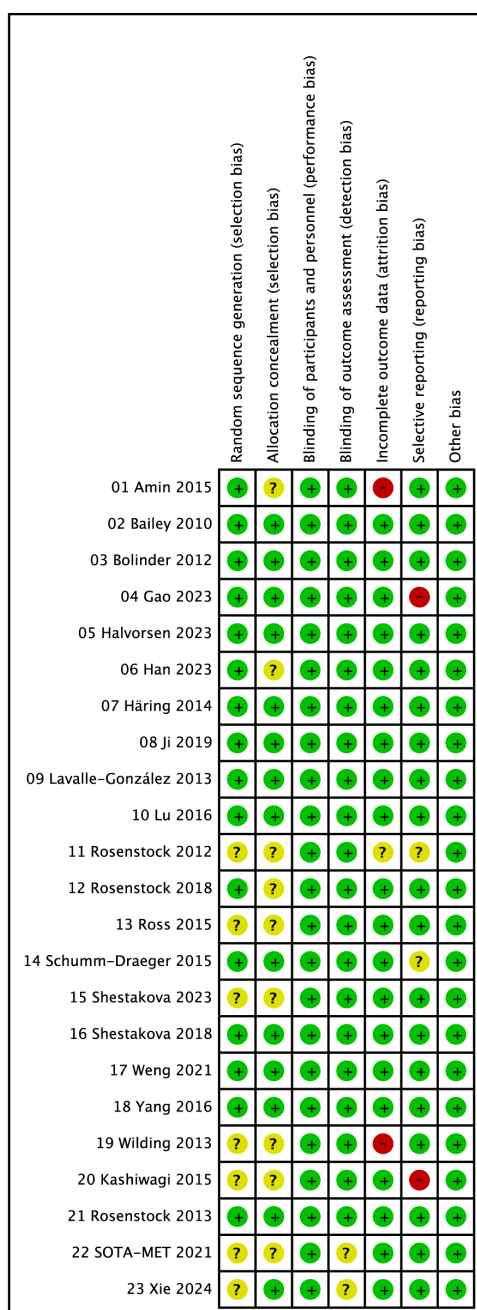 Random sequence generation (selection bias)
Allocation concealment (selection bias)
Blinding of participants and personnel (performance bias)
Blinding of outcome assessment (detection bias)
Incomplete outcome data (attrition bias)
Selective reporting (reporting bias)
Other bias
01 Amin 2015 + ? + + - + +
02 Bailey 2010 + + + + + + +
03 Bolinder 2012 + + + + + + +
04 Gao 2023 + + + + + - +
05 Halvorsen 2023 + + + + + + +
06 Han 2023 + ? + + + + +
07 Häring 2014 + + + + + + +
08 Ji 2019 + + + + + + +
09 Lavalle-González 2013 + + + + + + +
10 Lu 2016 + + + + + + +
11 Rosenstock 2012 ? ? + + ? ? +
12 Rosenstock 2018 + ? + + + + +
13 Ross 2015 ? ? + + + + +
14 Schumm-Draeger 2015 + + + + + ? +
15 Shestakova 2023 ? ? + + + + +
16 Shestakova 2018 + + + + + + +
17 Weng 2021 + + + + + + +
18 Yang 2016 + + + + + + +
19 Wilding 2013 ? ? + + - + +
20 Kashiwagi 2015 ? ? + + + - +
21 Rosenstock 2013 + + + + + + +
22 SOTA-MET 2021 ? ? + ? + + +
23 Xie 2024 ? + + ? + + +